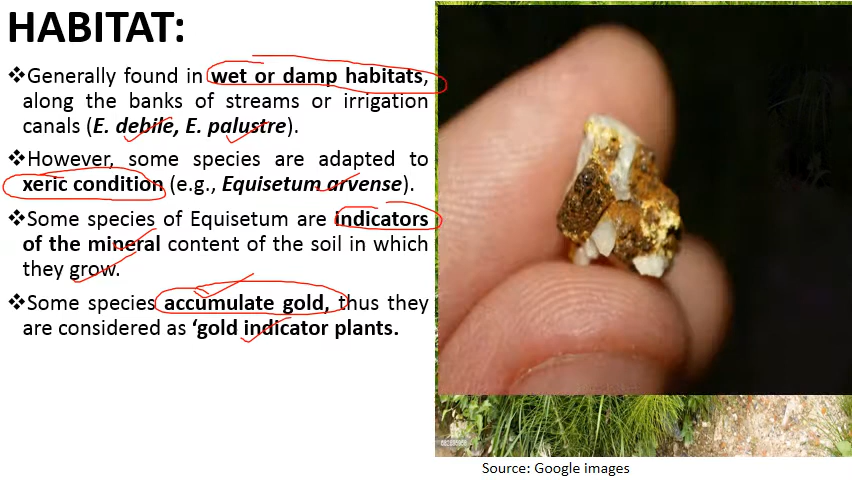 HABITAT:
❖Generally found in wet or damp habitats,
along the banks of streams or irrigation
canals (E. debile, E. palustre).
❖However, some species are adapted to
xeric condition (e.g., Equisetum arvense).
❖Some species of Equisetum are indicators
of the mineral content of the soil in which
they grow.
❖Some species accumulate gold, thus they
are considered as ‘gold indicator plants.
Source: Google images